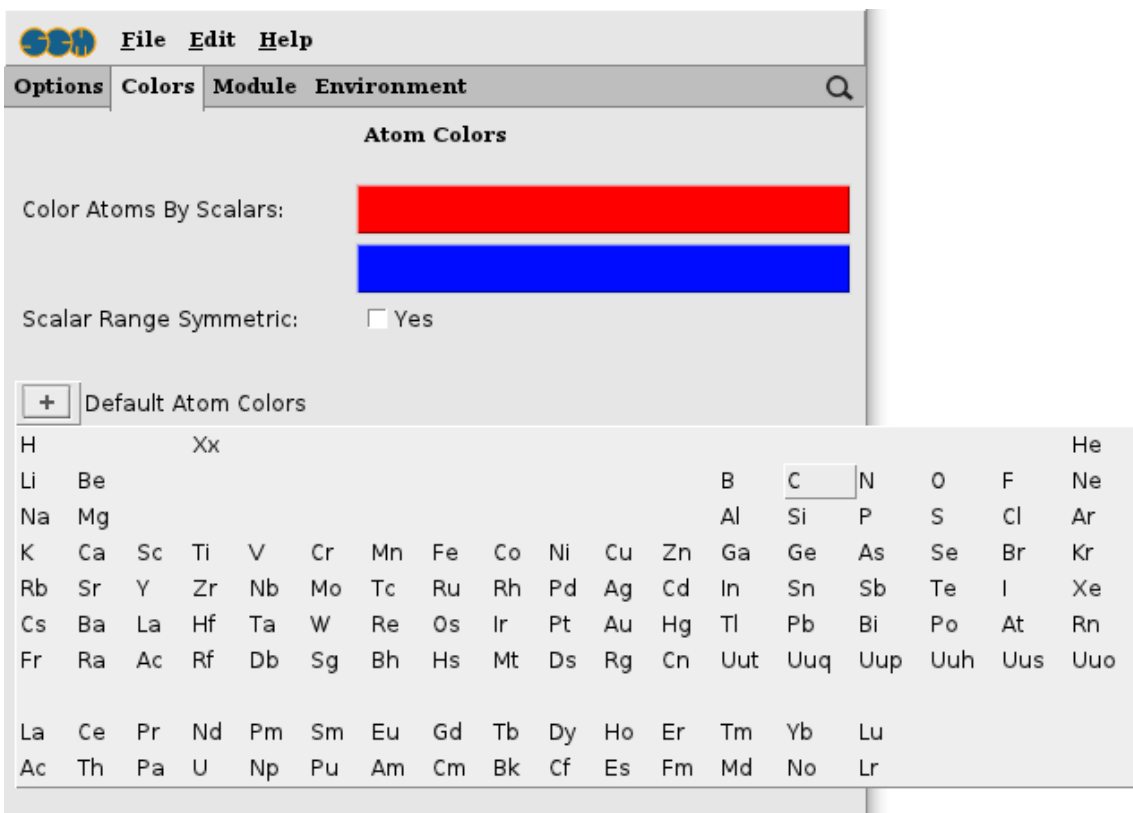 SCM File Edit Help
Options Colors Module Environment
Atom Colors
Color Atoms By Scalars:
Scalar Range Symmetric: Yes
+ Default Atom Colors
H Xx He
Li Be B C N O F Ne
Na Mg Al Si P S Cl Ar
K Ca Sc Ti V Cr Mn Fe Co Ni Cu Zn Ga Ge As Se Br Kr
Rb Sr Y Zr Nb Mo Tc Ru Rh Pd Ag Cd In Sn Sb Te I Xe
Cs Ba La Hf Ta W Re Os Ir Pt Au Hg Tl Pb Bi Po At Rn
Fr Ra Ac Rf Db Sg Bh Hs Mt Ds Rg Cn Uut Uuq Uup Uuh Uus Uuo
La Ce Pr Nd Pm Sm Eu Gd Tb Dy Ho Er Tm Yb Lu
Ac Th Pa U Np Pu Am Cm Bk Cf Es Fm Md No Lr